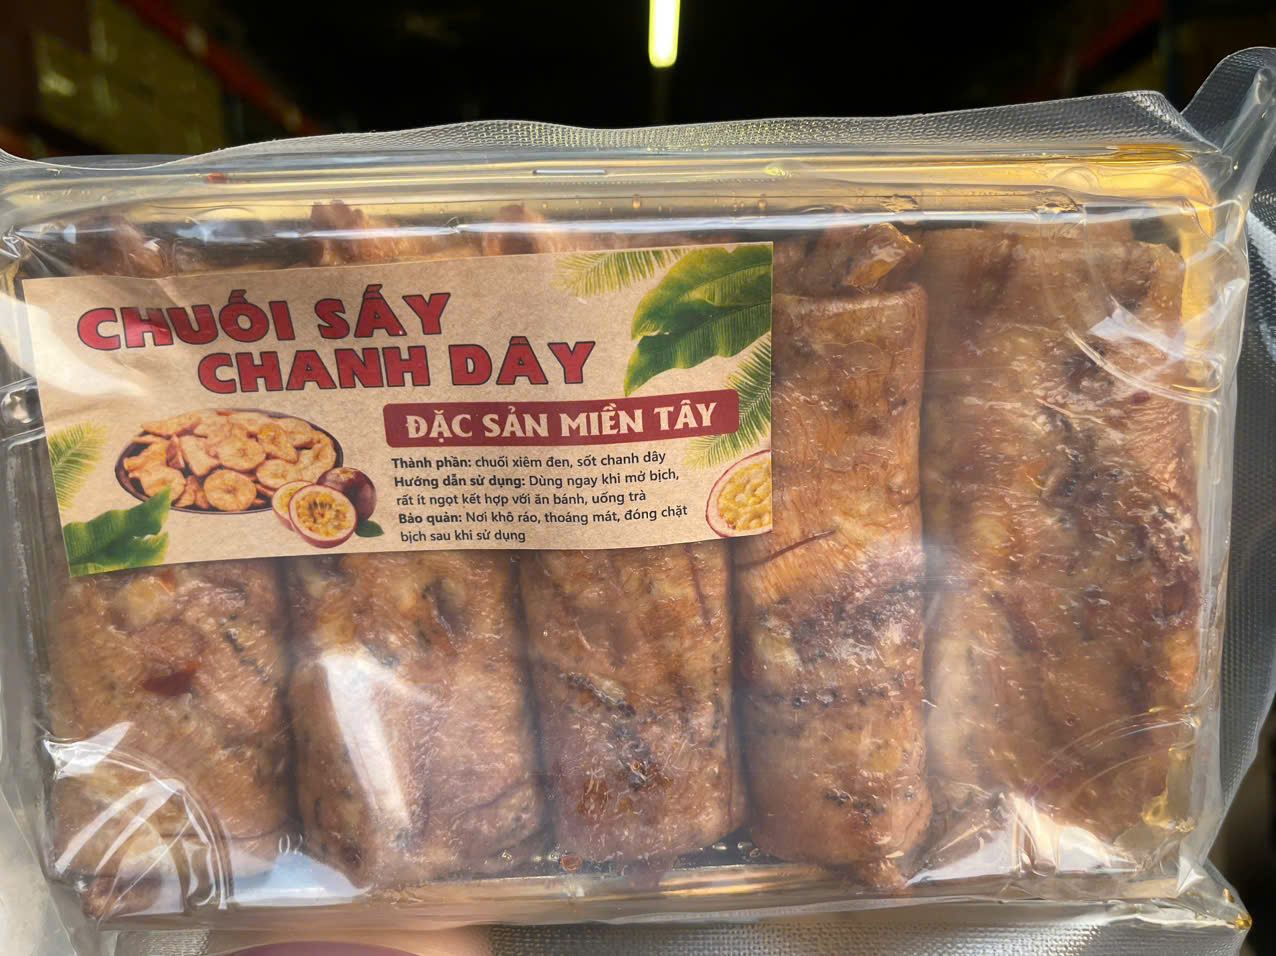 CHUỐI SẤY
CHANH DÂY
ĐẶC SẢN MIỀN TÂY
Thành phần: chuối xiêm đen, sốt chanh dây
Hướng dẫn sử dụng: Dùng ngay khi mở bịch,
rất ít ngọt kết hợp với ăn bánh, uống trà
Bảo quản: Nơi khô ráo, thoáng mát, đóng chặt
bịch sau khi sử dụng